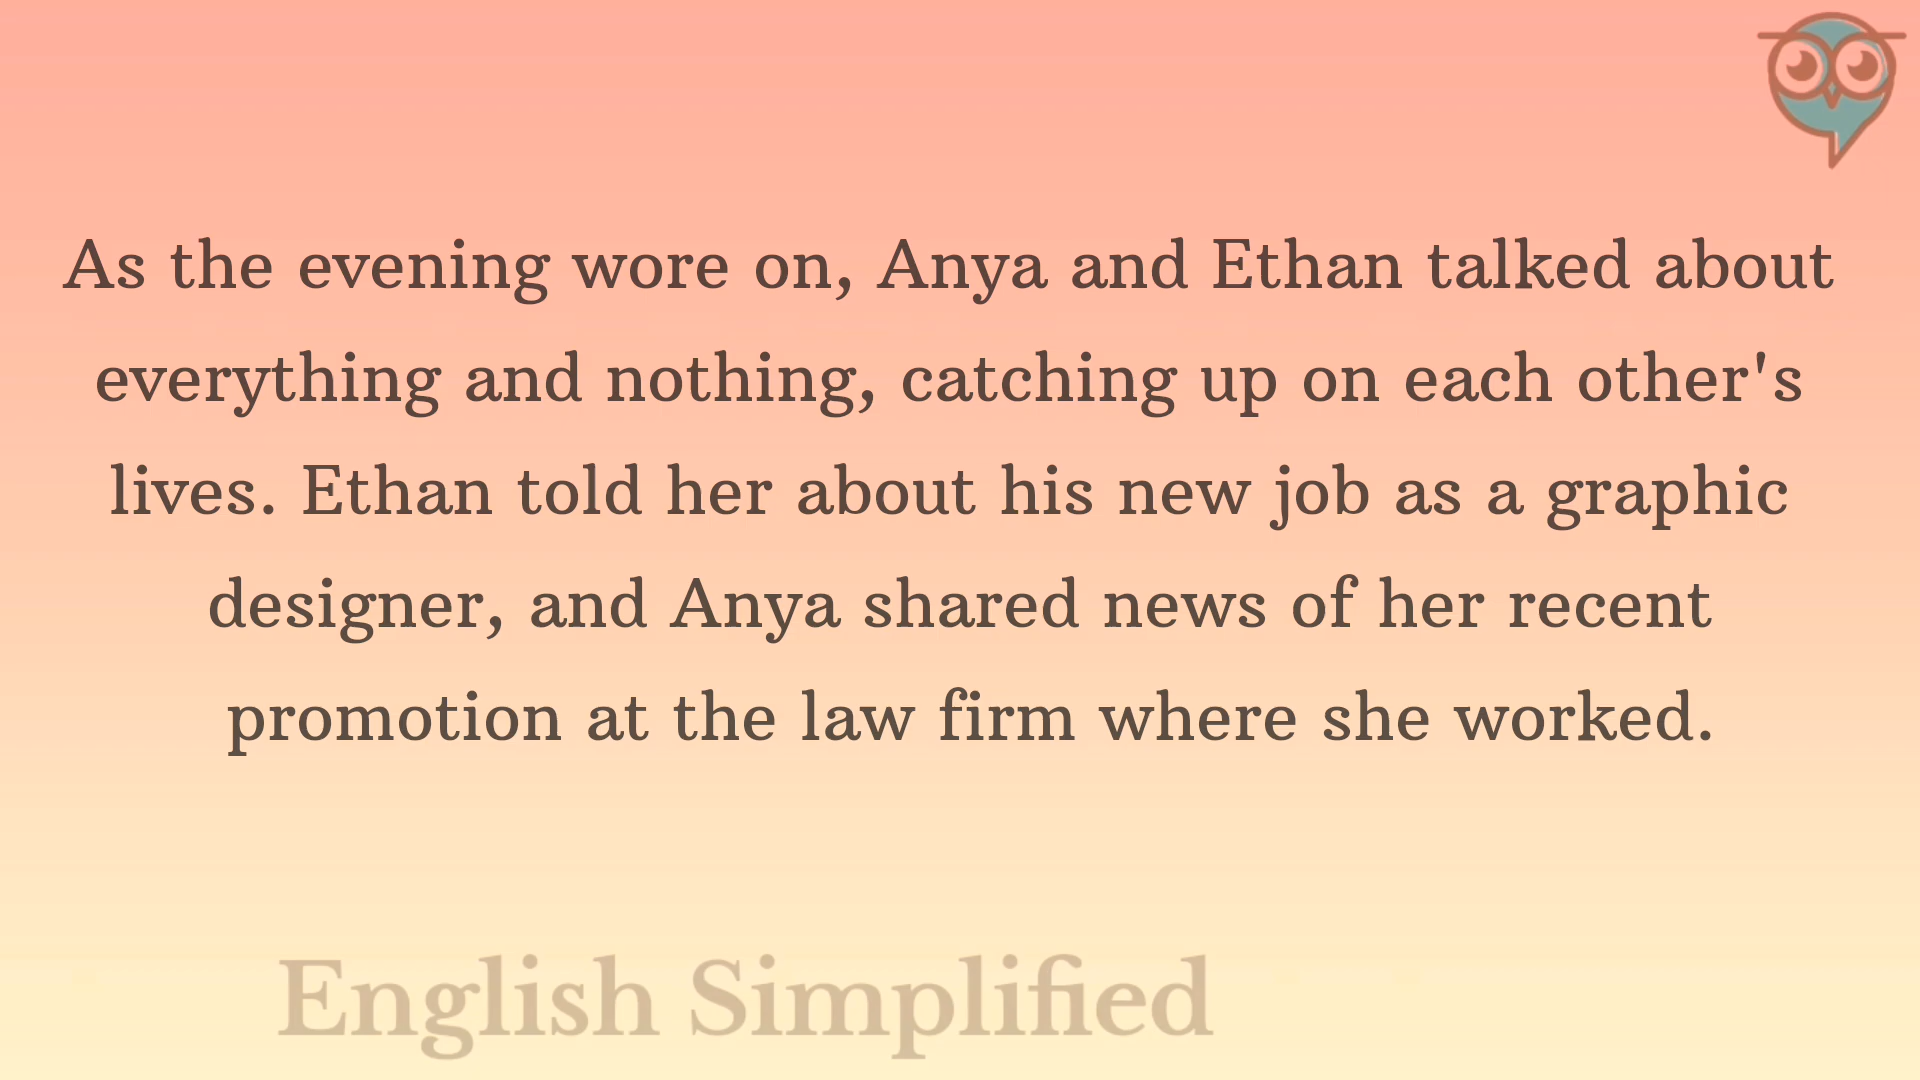 As the evening wore on, Anya and Ethan talked about
everything and nothing, catching up on each other's
lives. Ethan told her about his new job as a graphic
designer, and Anya shared news of her recent
promotion at the law firm where she worked.
English Simplified